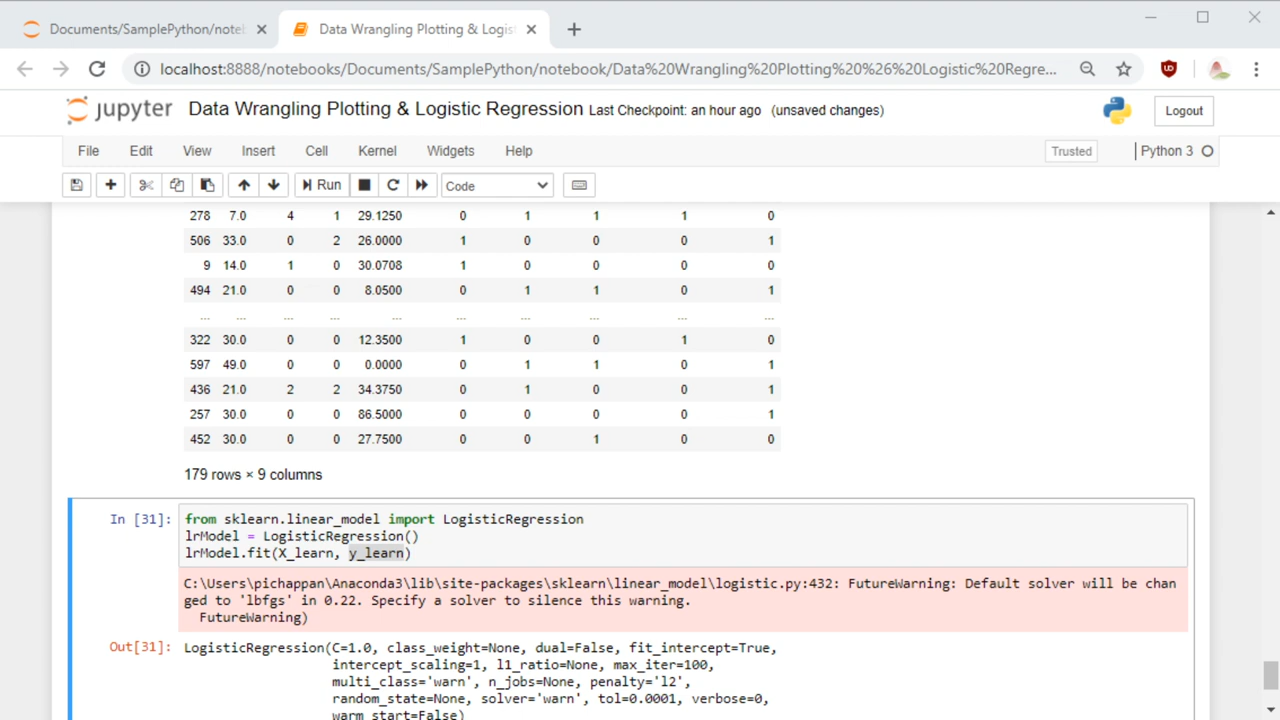 Documents/SamplePython/noteb
Data Wrangling Plotting & Logis
localhost:8888/notebooks/Documents/SamplePython/notebook/Data%20Wrangling%20Plotting%20%26%20Logistic%20Regre...
jupyter Data Wrangling Plotting & Logistic Regression Last Checkpoint: an hour ago (unsaved changes) Logout
File Edit View Insert Cell Kernel Widgets Help Trusted Python 3
Run Code
278 7.0 4 1 29.1250 0 1 1 1 0
506 33.0 0 2 26.0000 1 0 0 0 1
9 14.0 1 0 30.0708 1 0 0 0 0
494 21.0 0 0 8.0500 0 1 1 0 1
... ... ... ... ... ... ... ... ... ...
322 30.0 0 0 12.3500 1 0 0 1 0
597 49.0 0 0 0.0000 0 1 1 0 1
436 21.0 2 2 34.3750 0 1 0 0 1
257 30.0 0 0 86.5000 0 0 0 0 1
452 30.0 0 0 27.7500 0 0 1 0 0
179 rows × 9 columns
In [31]: from sklearn.linear_model import LogisticRegression
lrModel = LogisticRegression()
lrModel.fit(X_learn, y_learn)
C:\Users\pichappan\Anaconda3\lib\site-packages\sklearn\linear_model\logistic.py:432: FutureWarning: Default solver will be chan
ged to 'lbfgs' in 0.22. Specify a solver to silence this warning.
FutureWarning)
Out[31]: LogisticRegression(C=1.0, class_weight=None, dual=False, fit_intercept=True,
intercept_scaling=1, l1_ratio=None, max_iter=100,
multi_class='warn', n_jobs=None, penalty='l2',
random_state=None, solver='warn', tol=0.0001, verbose=0,
warm_start=False)